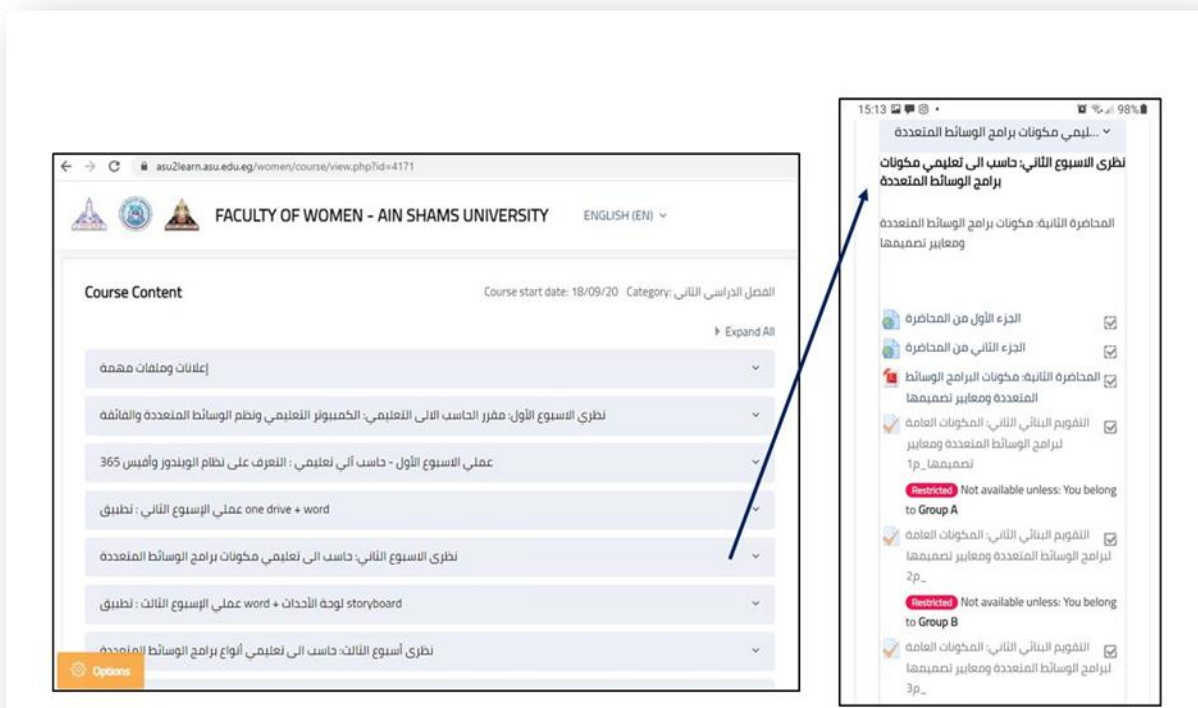 asu2learn.asu.edu.eg/women/course/view.php?id=4171
FACULTY OF WOMEN - AIN SHAMS UNIVERSITY
ENGLISH (EN)
Course Content
Course start date: 18/09/20 Category: الفصل الدراسي الثاني
Expand All
إعلانات وملفات مهمة
نظري الاسبوع الأول: مقرر الحاسب الالى التعليمي: الكمبيوتر التعليمي ونظم الوسائط المتعددة والفائقة
عملي الاسبوع الأول - حاسب آلي تعليمي : التعرف على نظام الويندوز وأفيس 365
one drive + word عملي الإسبوع الثاني : تطبيق
نظرى الاسبوع الثاني: حاسب الى تعليمي مكونات برامج الوسائط المتعددة
storyboard لوحة الأحداث + word عملي الإسبوع الثالث : تطبيق
نظرى أسبوع الثالث: حاسب الى تعليمي أنواع برامج الوسائط المتعددة
Options
15:13
98%
...ليمي مكونات برامج الوسائط المتعددة
نظرى الاسبوع الثاني: حاسب الى تعليمي مكونات
برامج الوسائط المتعددة
المحاضرة الثانية: مكونات برامج الوسائط المتعددة
ومعايير تصميمها
الجزء الأول من المحاضرة
الجزء الثاني من المحاضرة
المحاضرة الثانية: مكونات البرامج الوسائط
المتعددة ومعايير تصميمها
التقويم البنائي الثاني: المكونات العامة
لبرامج الوسائط المتعددة ومعايير
تصميمها_p1
Restricted Not available unless: You belong
to Group A
التقويم البنائي الثاني: المكونات العامة
لبرامج الوسائط المتعددة ومعايير تصميمها
_p2
Restricted Not available unless: You belong
to Group B
التقويم البنائي الثاني: المكونات العامة
لبرامج الوسائط المتعددة ومعايير تصميمها
_p3